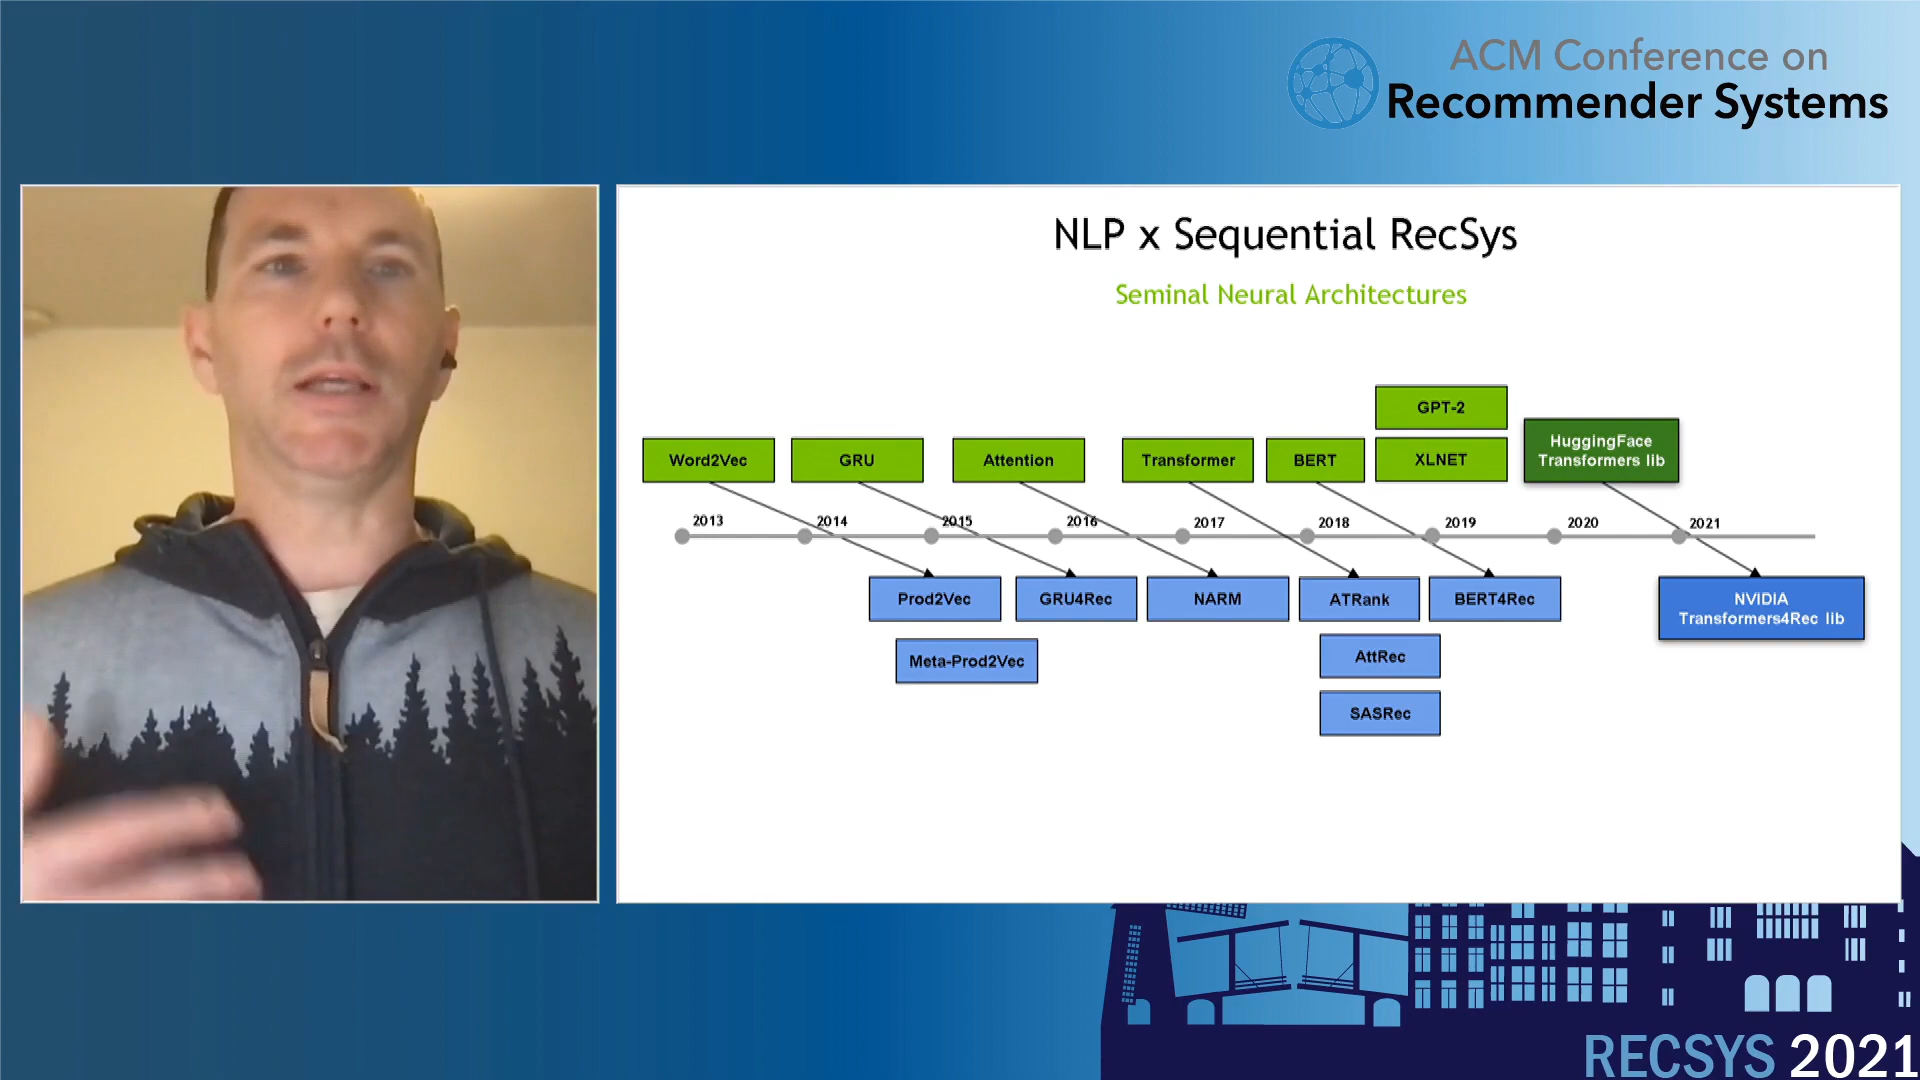 ACM Conference on
Recommender Systems
NLP x Sequential RecSys
Seminal Neural Architectures
GPT-2
Word2Vec
GRU
Attention
Transformer
BERT
XLNET
HuggingFace
Transformers lib
2013
2014
2015
2016
2017
2018
2019
2020
2021
Prod2Vec
GRU4Rec
NARM
ATRank
BERT4Rec
NVIDIA
Transformers4Rec lib
Meta-Prod2Vec
AttRec
SASRec
RECSYS 2021